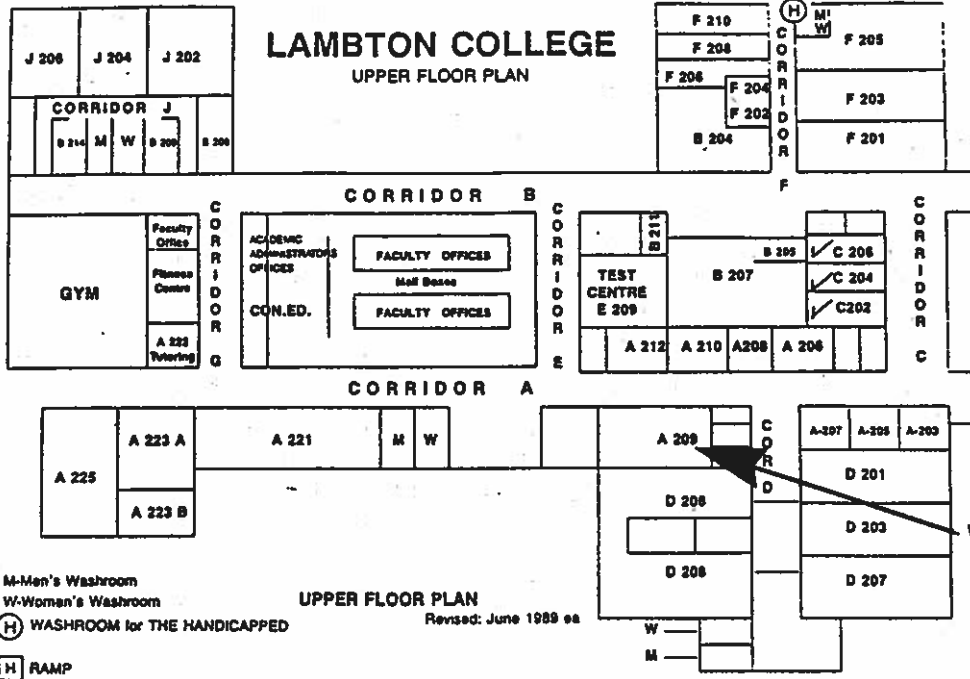 LAMBTON COLLEGE
UPPER FLOOR PLAN
J 206
J 204
J 202
CORRIDOR J
B 214
M
W
B 209
B 208
F 210
F 208
F 206
F 204
F 202
B 204
H
M
W
CORRIDOR F
F 205
F 203
F 201
CORRIDOR B
GYM
Faculty Office
Fitness Centre
A 223 Tutoring
CORRIDOR G
ACADEMIC
ADMINISTRATORS
OFFICES
CON.ED.
FACULTY OFFICES
Mail Boxes
FACULTY OFFICES
CORRIDOR E
TEST
CENTRE
E 209
B 207
B 205
C 206
C 204
C202
CORRIDOR C
A 212
A 210
A208
A 206
CORRIDOR A
A 225
A 223 A
A 223 B
A 221
M
W
A 209
D 206
D 208
COR D
A-207
A-205
A-203
D 201
D 203
D 207
W
M
M-Men's Washroom
W-Woman's Washroom
H WASHROOM for THE HANDICAPPED
H RAMP
UPPER FLOOR PLAN
Revised: June 1989 ea